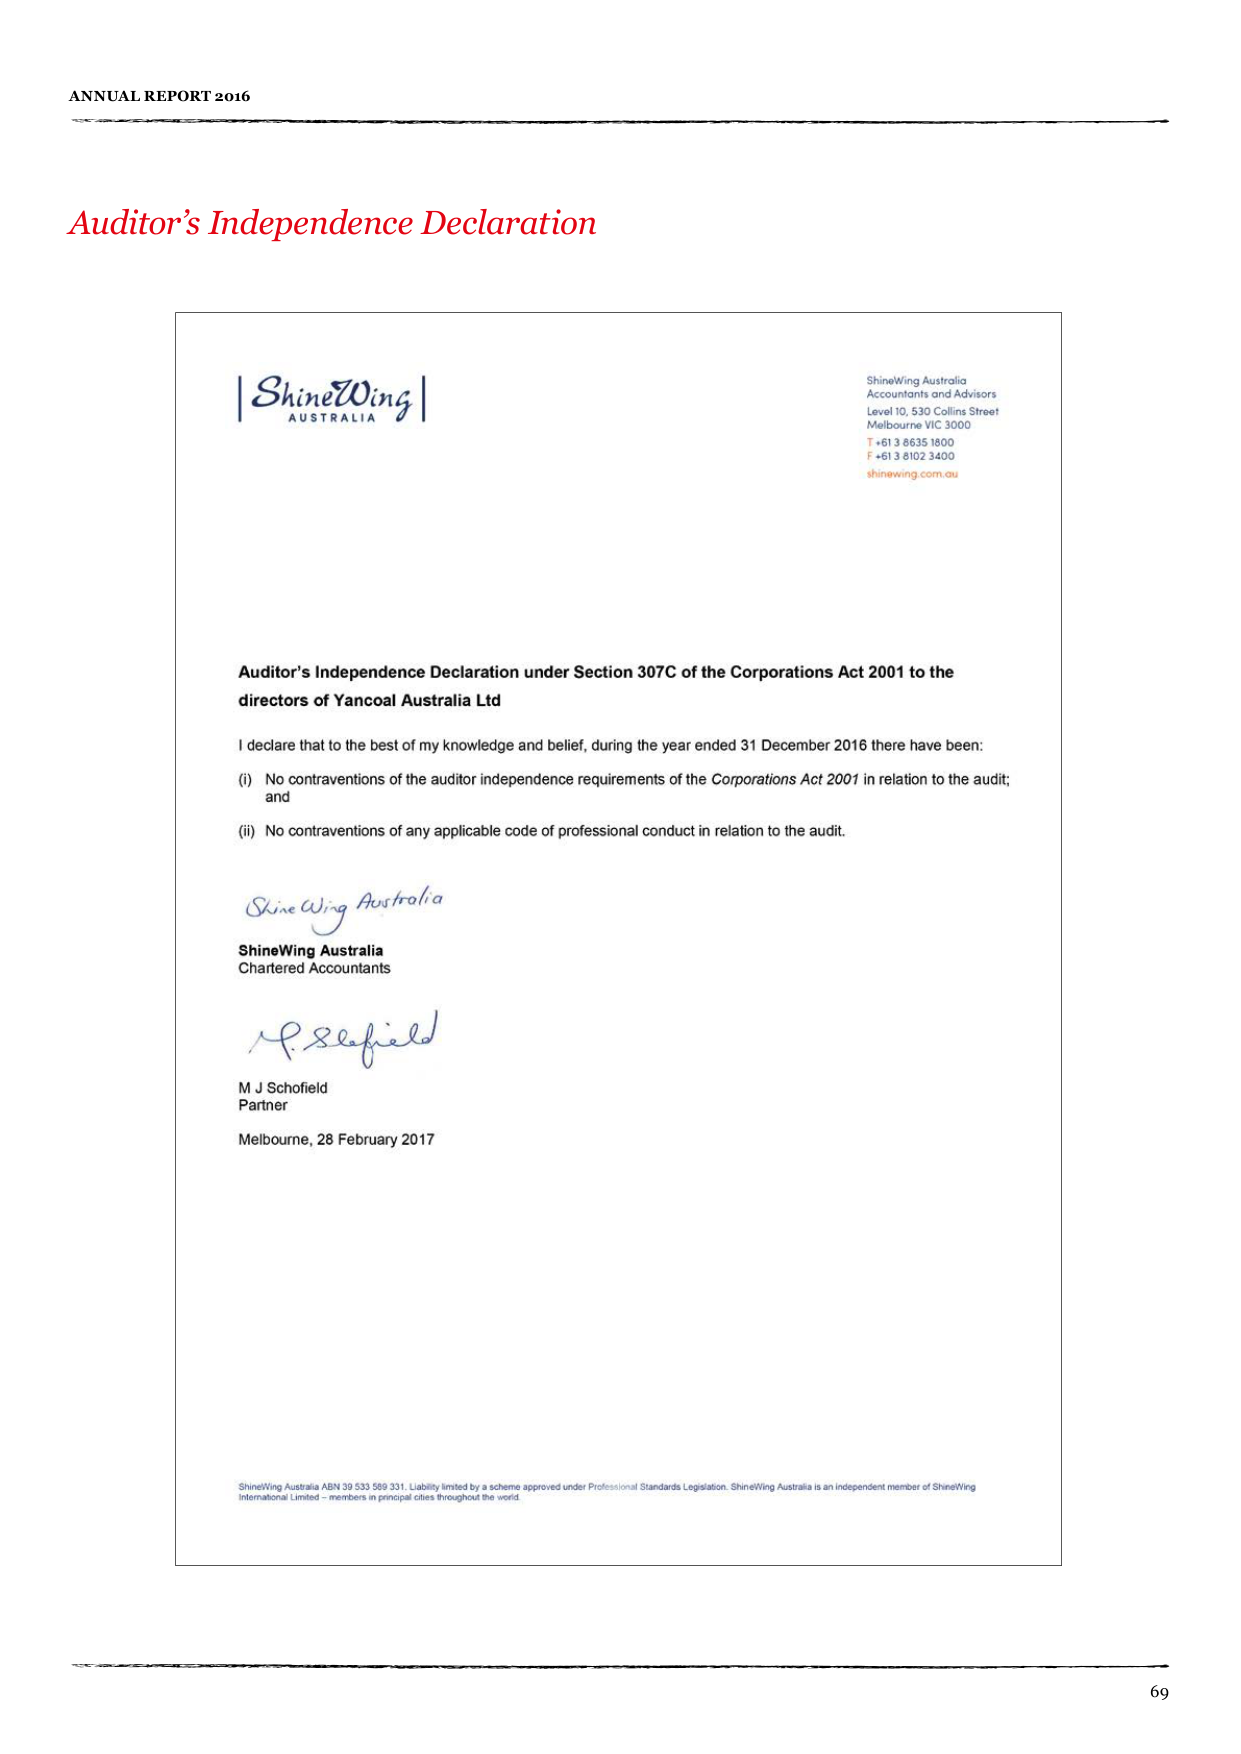 ANNUAL REPORT 2016
Auditor’s Independence Declaration
ShineWing
AUSTRALIA
ShineWing Australia
Accountants and Advisors
Level 10, 530 Collins Street
Melbourne VIC 3000
T +61 3 8635 1800
F +61 3 8102 3400
shinewing.com.au
Auditor’s Independence Declaration under Section 307C of the Corporations Act 2001 to the
directors of Yancoal Australia Ltd
I declare that to the best of my knowledge and belief, during the year ended 31 December 2016 there have been:
(i) No contraventions of the auditor independence requirements of the Corporations Act 2001 in relation to the audit;
and
(ii) No contraventions of any applicable code of professional conduct in relation to the audit.
ShineWing Australia
ShineWing Australia
Chartered Accountants
M J Schofield
Partner
Melbourne, 28 February 2017
ShineWing Australia ABN 39 533 589 331. Liability limited by a scheme approved under Professional Standards Legislation. ShineWing Australia is an independent member of ShineWing
International Limited – members in principal cities throughout the world.
69